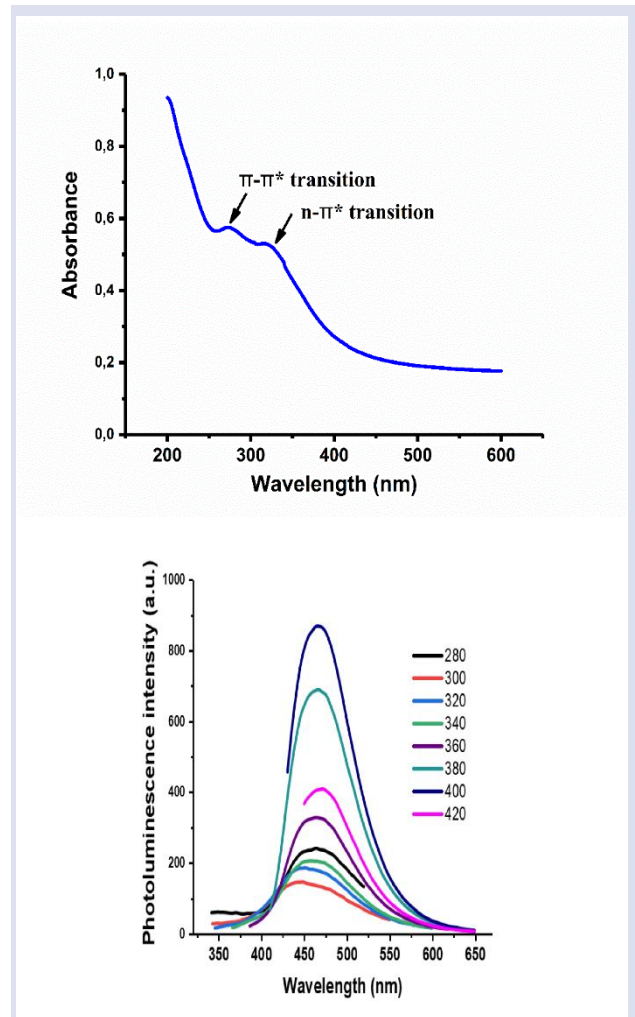 1,0
0,8
0,6
0,4
0,2
0,0
Absorbance
π-π* transition
n-π* transition
200 300 400 500 600
Wavelength (nm)
1000
800
600
400
200
0
Photoluminescence intensity (a.u.)
280
300
320
340
360
380
400
420
350 400 450 500 550 600 650
Wavelength (nm)